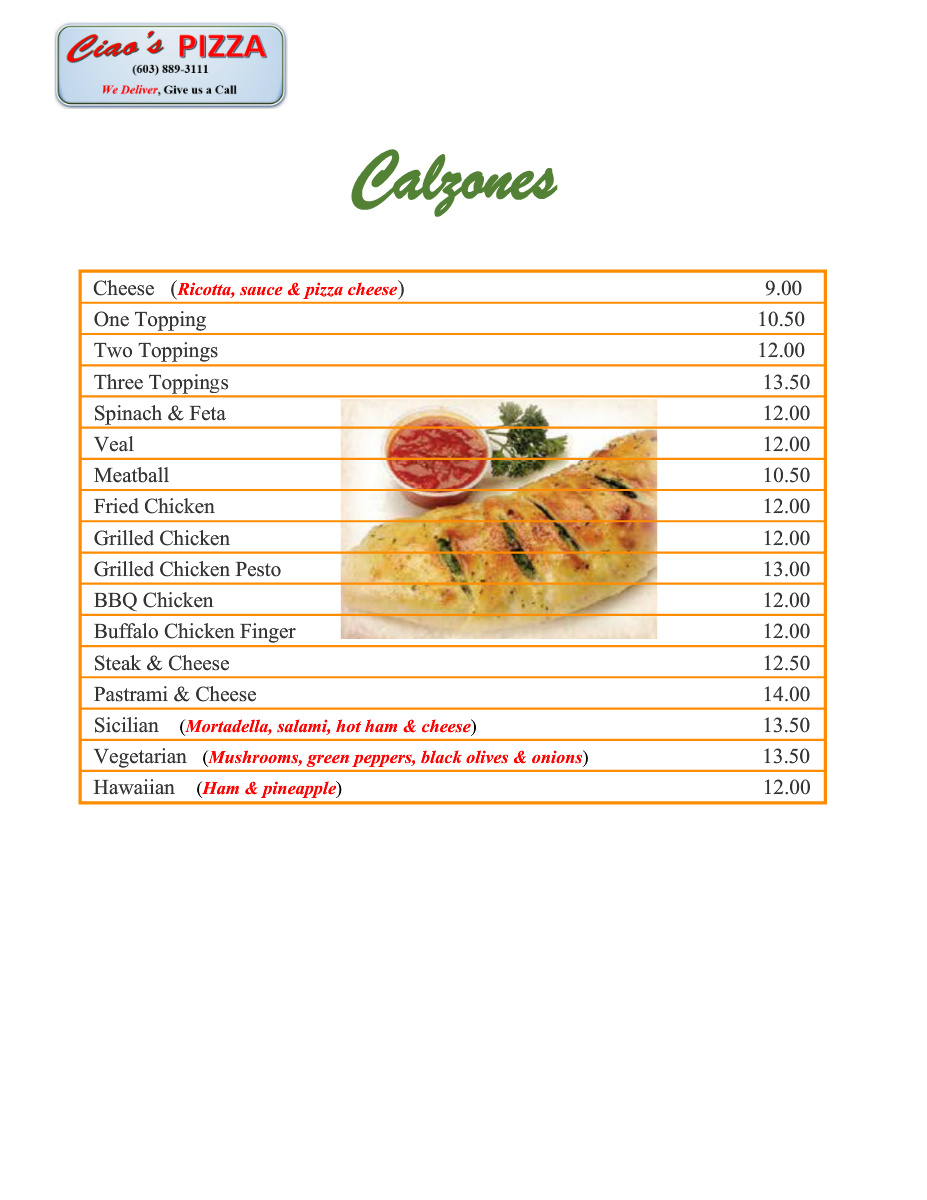 Ciao's PIZZA
(603) 889-3111
We Deliver, Give us a Call
Calzones
Cheese (Ricotta, sauce & pizza cheese) 9.00
One Topping 10.50
Two Toppings 12.00
Three Toppings 13.50
Spinach & Feta 12.00
Veal 12.00
Meatball 10.50
Fried Chicken 12.00
Grilled Chicken 12.00
Grilled Chicken Pesto 13.00
BBQ Chicken 12.00
Buffalo Chicken Finger 12.00
Steak & Cheese 12.50
Pastrami & Cheese 14.00
Sicilian (Mortadella, salami, hot ham & cheese) 13.50
Vegetarian (Mushrooms, green peppers, black olives & onions) 13.50
Hawaiian (Ham & pineapple) 12.00